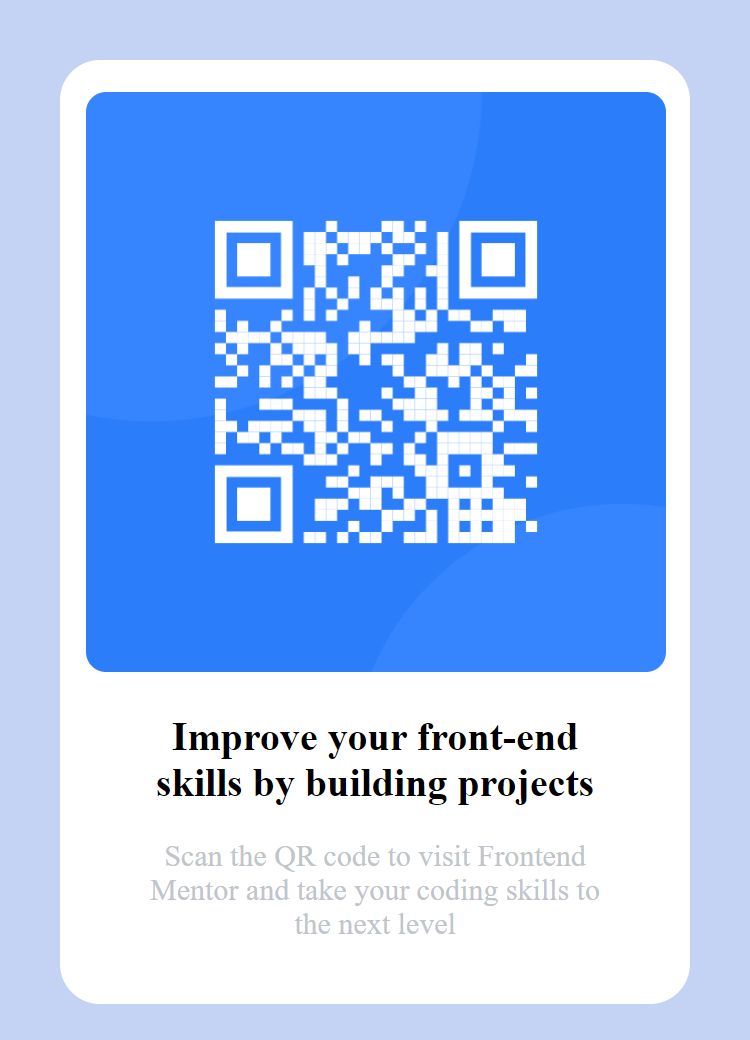 Improve your front-end
skills by building projects
Scan the QR code to visit Frontend
Mentor and take your coding skills to
the next level